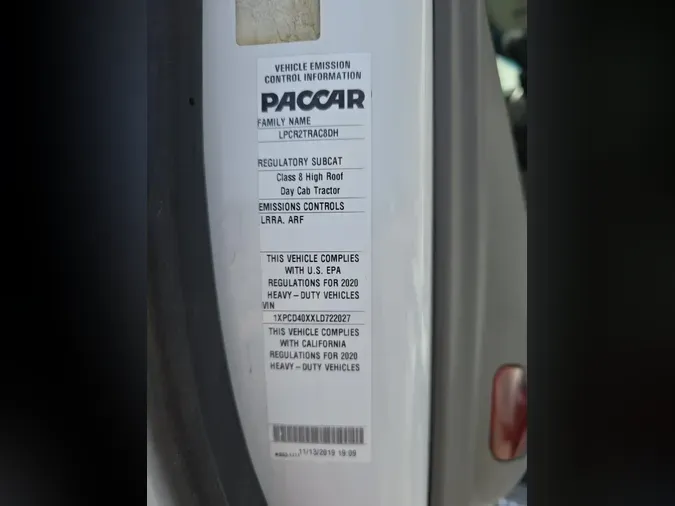 VEHICLE EMISSION
CONTROL INFORMATION
PACCAR
FAMILY NAME
LPCR2TRAC8DH
REGULATORY SUBCAT
Class 8 High Roof
Day Cab Tractor
EMISSIONS CONTROLS
LRRA, ARF
THIS VEHICLE COMPLIES
WITH U.S. EPA
REGULATIONS FOR 2020
HEAVY-DUTY VEHICLES
VIN
1XPCD40XXLD722027
THIS VEHICLE COMPLIES
WITH CALIFORNIA
REGULATIONS FOR 2020
HEAVY-DUTY VEHICLES
11/13/2019 19:09